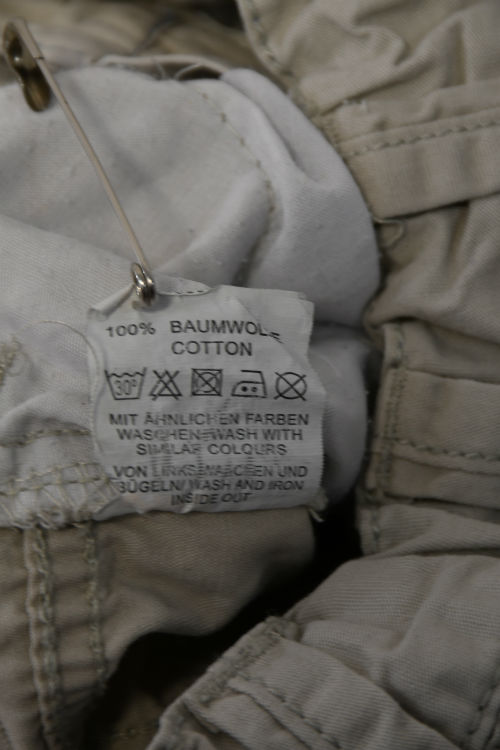 100% BAUMWOLLE
COTTON
30°
MIT ÄHNLICHEN FARBEN
WASCHEN/WASH WITH
SIMILAR COLOURS
VON LINKS WASCHEN UND
BÜGELN/ WASH AND IRON
INSIDE OUT